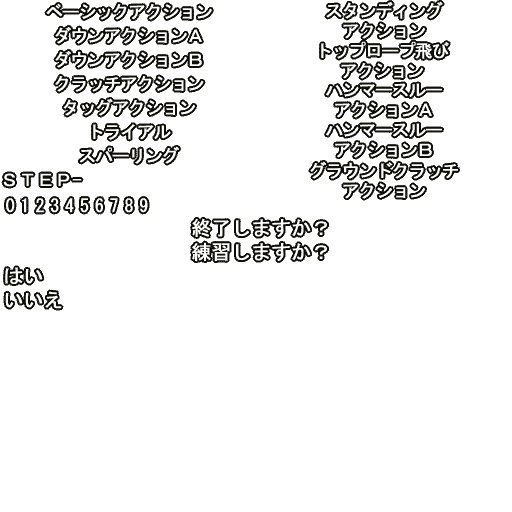 ベーシックアクション
ダウンアクションA
ダウンアクションB
クラッチアクション
タッグアクション
トライアル
スパーリング
スタンディング
アクション
トップロープ飛び
アクション
ハンマースルー
アクションA
ハンマースルー
アクションB
グラウンドクラッチ
アクション
STEP-
0123456789
終了しますか？
練習しますか？
はい
いいえ